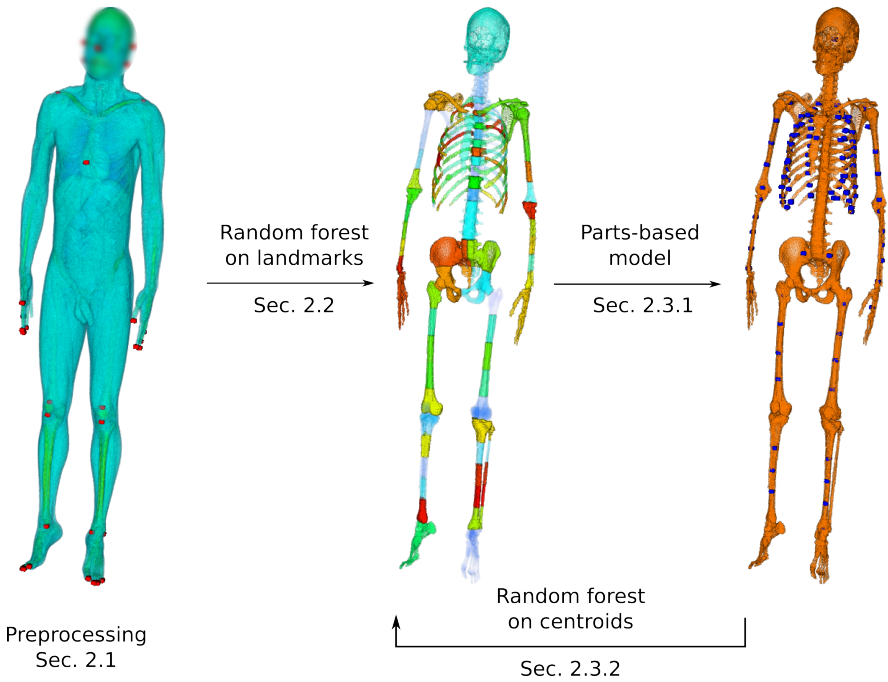 Random forest
on landmarks
Sec. 2.2
Parts-based
model
Sec. 2.3.1
Random forest
on centroids
Sec. 2.3.2
Preprocessing
Sec. 2.1